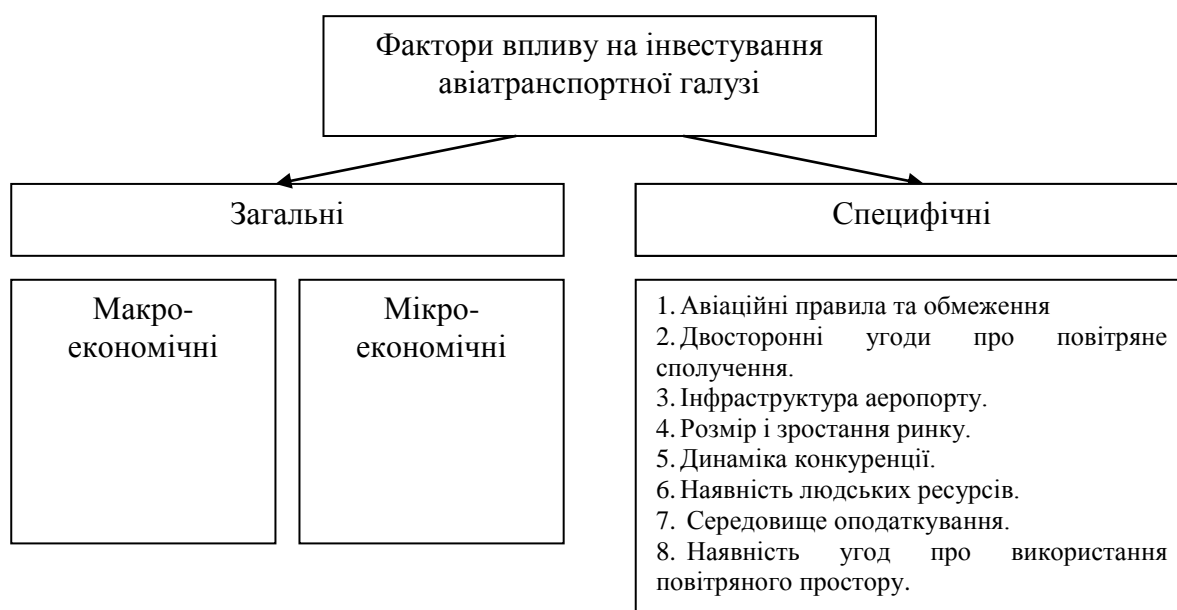 Фактори впливу на інвестування
авіатранспортної галузі
Загальні
Специфічні
Макро-
економічні
Мікро-
економічні
1. Авіаційні правила та обмеження
2. Двосторонні угоди про повітряне
сполучення.
3. Інфраструктура аеропорту.
4. Розмір і зростання ринку.
5. Динаміка конкуренції.
6. Наявність людських ресурсів.
7. Середовище оподаткування.
8. Наявність угод про використання
повітряного простору.